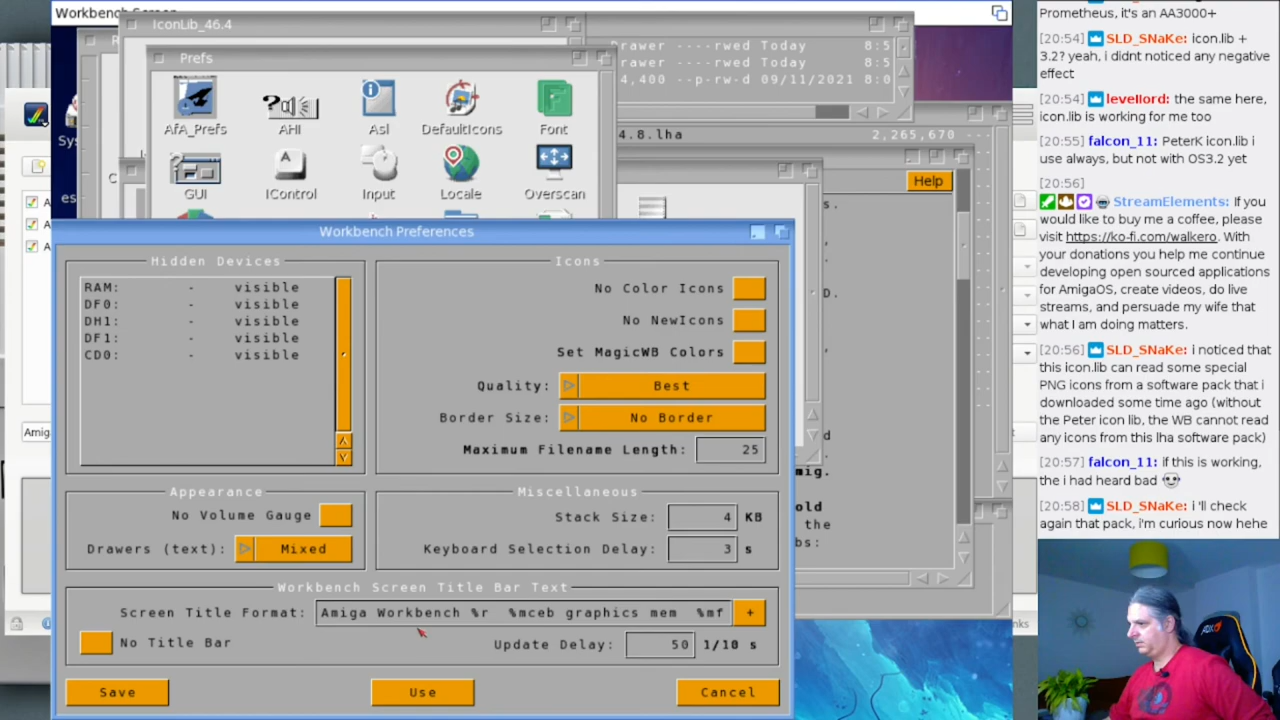 Workbench Screen
IconLib_46.4
Prefs
Drawer ----rwed Today 8:5
Drawer ----rwed Today 8:5
4,400 --p-rw-d 09/11/2021 8:0
AfA_Prefs
AHI
Asl
DefaultIcons
Font
4.8.lha 2,265,670
GUI
IControl
Input
Locale
Overscan
Help
Workbench Preferences
Hidden Devices
RAM: - visible
DF0: - visible
DH1: - visible
DF1: - visible
CD0: - visible
Icons
No Color Icons
No NewIcons
Set MagicWB Colors
Quality: Best
Border Size: No Border
Maximum Filename Length: 25
Appearance
No Volume Gauge
Drawers (text): Mixed
Miscellaneous
Stack Size: 4 KB
Keyboard Selection Delay: 3 s
Workbench Screen Title Bar Text
Screen Title Format: Amiga Workbench %r %mceb graphics mem %mf +
No Title Bar
Update Delay: 50 1/10 s
Save
Use
Cancel
Prometheus, it's an AA3000+
[20:54] SLD_SNaKe: icon.lib +
3.2? yeah, i didnt noticed any negative
effect
[20:54] levellord: the same here,
icon.lib is working for me too
[20:55] falcon_11: PeterK icon.lib i
use always, but not with OS3.2 yet
[20:56]
StreamElements: If you
would like to buy me a coffee, please
visit https://ko-fi.com/walkero. With
your donations you help me continue
developing open sourced applications
for AmigaOS, create videos, do live
streams, and persuade my wife that
what I am doing matters.
[20:56] SLD_SNaKe: i noticed that
this icon.lib can read some special
PNG icons from a software pack that i
downloaded some time ago (without
the Peter icon lib, the WB cannot read
any icons from this lha software pack)
[20:57] falcon_11: if this is working,
the i had heard bad
[20:58] SLD_SNaKe: i 'll check
again that pack, i'm curious now hehe